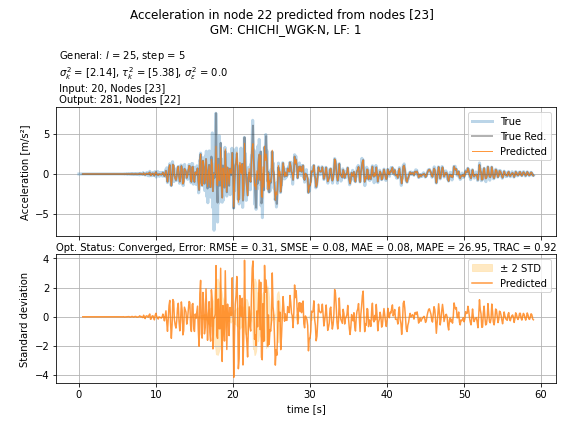 Acceleration in node 22 predicted from nodes [23]
GM: CHICHI_WGK-N, LF: 1
General: l = 25, step = 5
σ²ₖ = [2.14], τ²ₖ = [5.38], σ²ε = 0.0
Input: 20, Nodes [23]
Output: 281, Nodes [22]
Acceleration [m/s²]
5
0
−5
True
True Red.
Predicted
Opt. Status: Converged, Error: RMSE = 0.31, SMSE = 0.08, MAE = 0.08, MAPE = 26.95, TRAC = 0.92
Standard deviation
4
2
0
−2
−4
± 2 STD
Predicted
0 10 20 30 40 50 60
time [s]